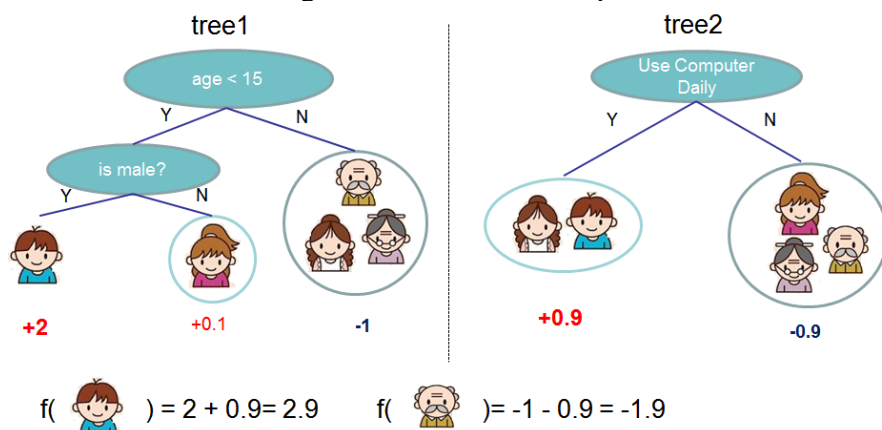 tree1
age < 15
Y
N
is male?
Y
N
+2
+0.1
-1
tree2
Use Computer
Daily
Y
N
+0.9
-0.9
f( ) = 2 + 0.9= 2.9
f( )= -1 - 0.9 = -1.9